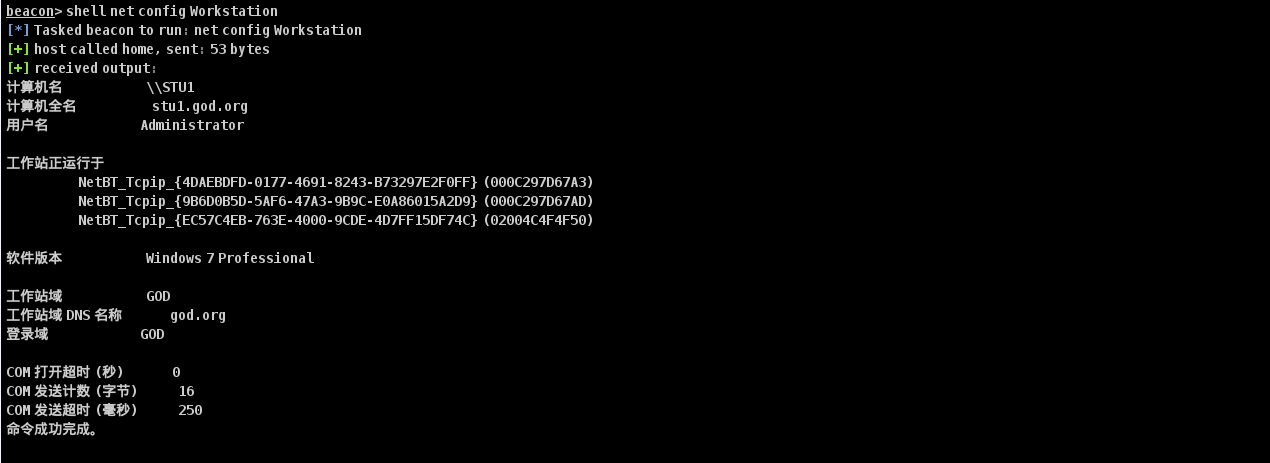 beacon> shell net config Workstation
[*] Tasked beacon to run: net config Workstation
[+] host called home, sent: 53 bytes
[+] received output:
计算机名 \\STU1
计算机全名 stu1.god.org
用户名 Administrator
工作站正运行于
NetBT_Tcpip_{4DAEBDFD-0177-4691-8243-B73297E2F0FF} (000C297D67A3)
NetBT_Tcpip_{9B6D0B5D-5AF6-47A3-9B9C-E0A86015A2D9} (000C297D67AD)
NetBT_Tcpip_{EC57C4EB-763E-4000-9CDE-4D7FF15DF74C} (02004C4F4F50)
软件版本 Windows 7 Professional
工作站域 GOD
工作站域 DNS 名称 god.org
登录域 GOD
COM 打开超时 (秒) 0
COM 发送计数 (字节) 16
COM 发送超时 (毫秒) 250
命令成功完成。